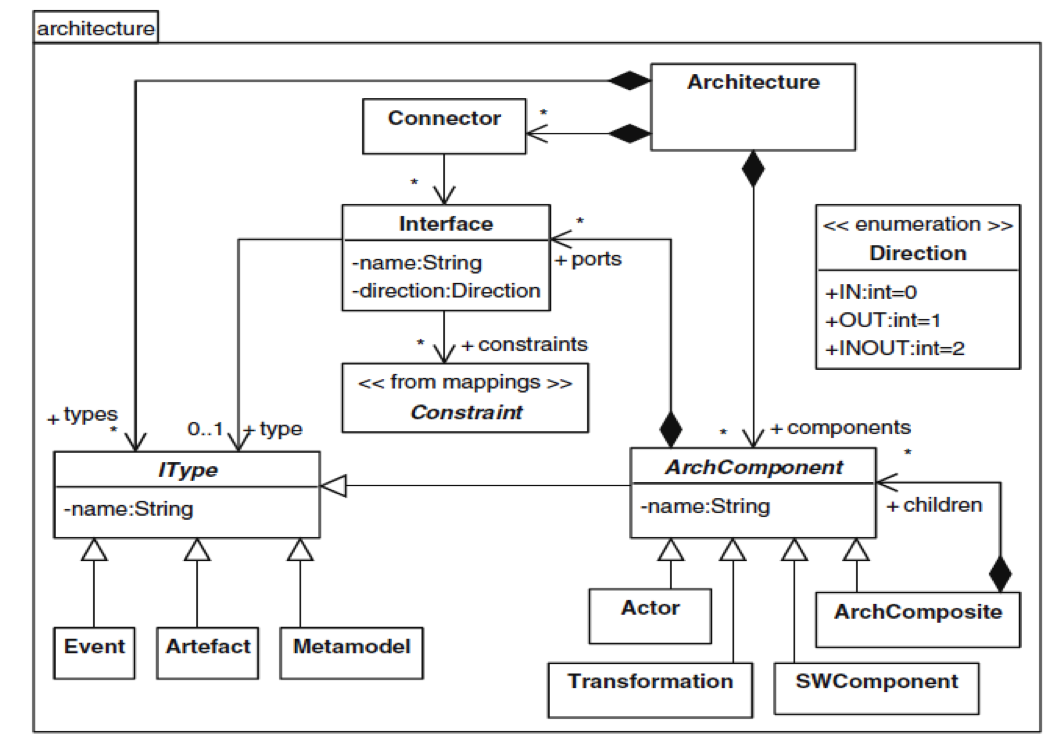 architecture
Architecture
Connector
*
*
Interface
-name:String
-direction:Direction
*
+ ports
<< enumeration >>
Direction
+IN:int=0
+OUT:int=1
+INOUT:int=2
* + constraints
<< from mappings >>
Constraint
+ types
*
0..1 + type
* + components
IType
-name:String
ArchComponent
-name:String
*
+ children
Actor
ArchComposite
Event
Artefact
Metamodel
Transformation
SWComponent